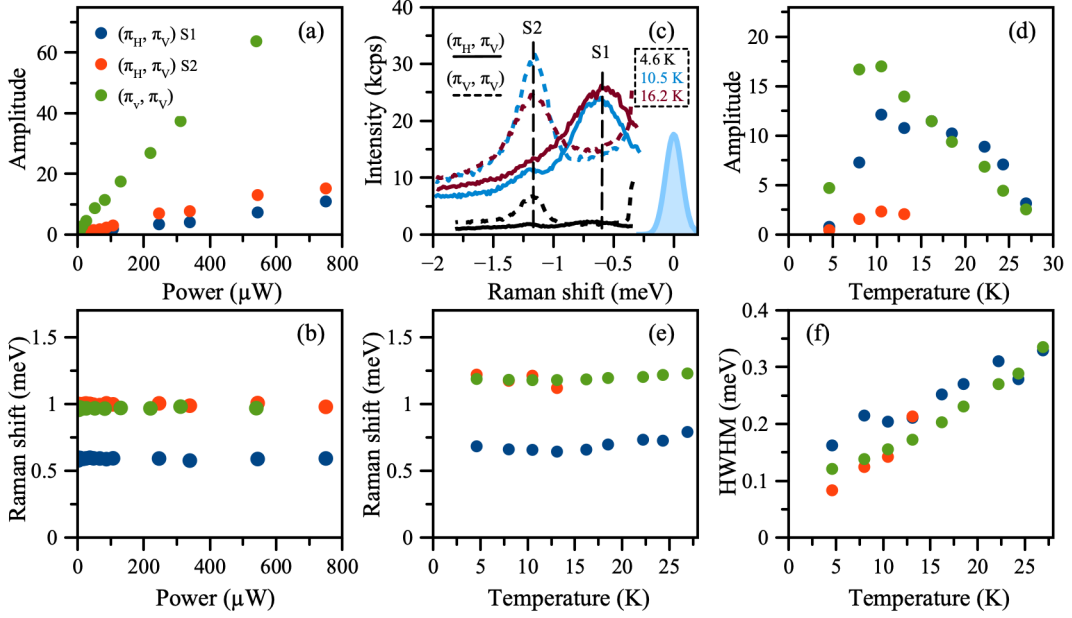 (a)
60
40
20
0
Amplitude
(π_H, π_V) S1
(π_H, π_V) S2
(π_v, π_V)
0 200 400 600 800
Power (μW)
(c)
40
30
20
10
0
Intensity (kcps)
S2
S1
(π_H, π_V)
(π_V, π_V)
4.6 K
10.5 K
16.2 K
−2 −1.5 −1 −0.5 0
Raman shift (meV)
(d)
20
15
10
5
0
Amplitude
0 5 10 15 20 25 30
Temperature (K)
(b)
1.5
1
0.5
0
Raman shift (meV)
0 200 400 600 800
Power (μW)
(e)
1.5
1
0.5
0
Raman shift (meV)
0 5 10 15 20 25
Temperature (K)
(f)
0.4
0.3
0.2
0.1
0
HWHM (meV)
0 5 10 15 20 25
Temperature (K)